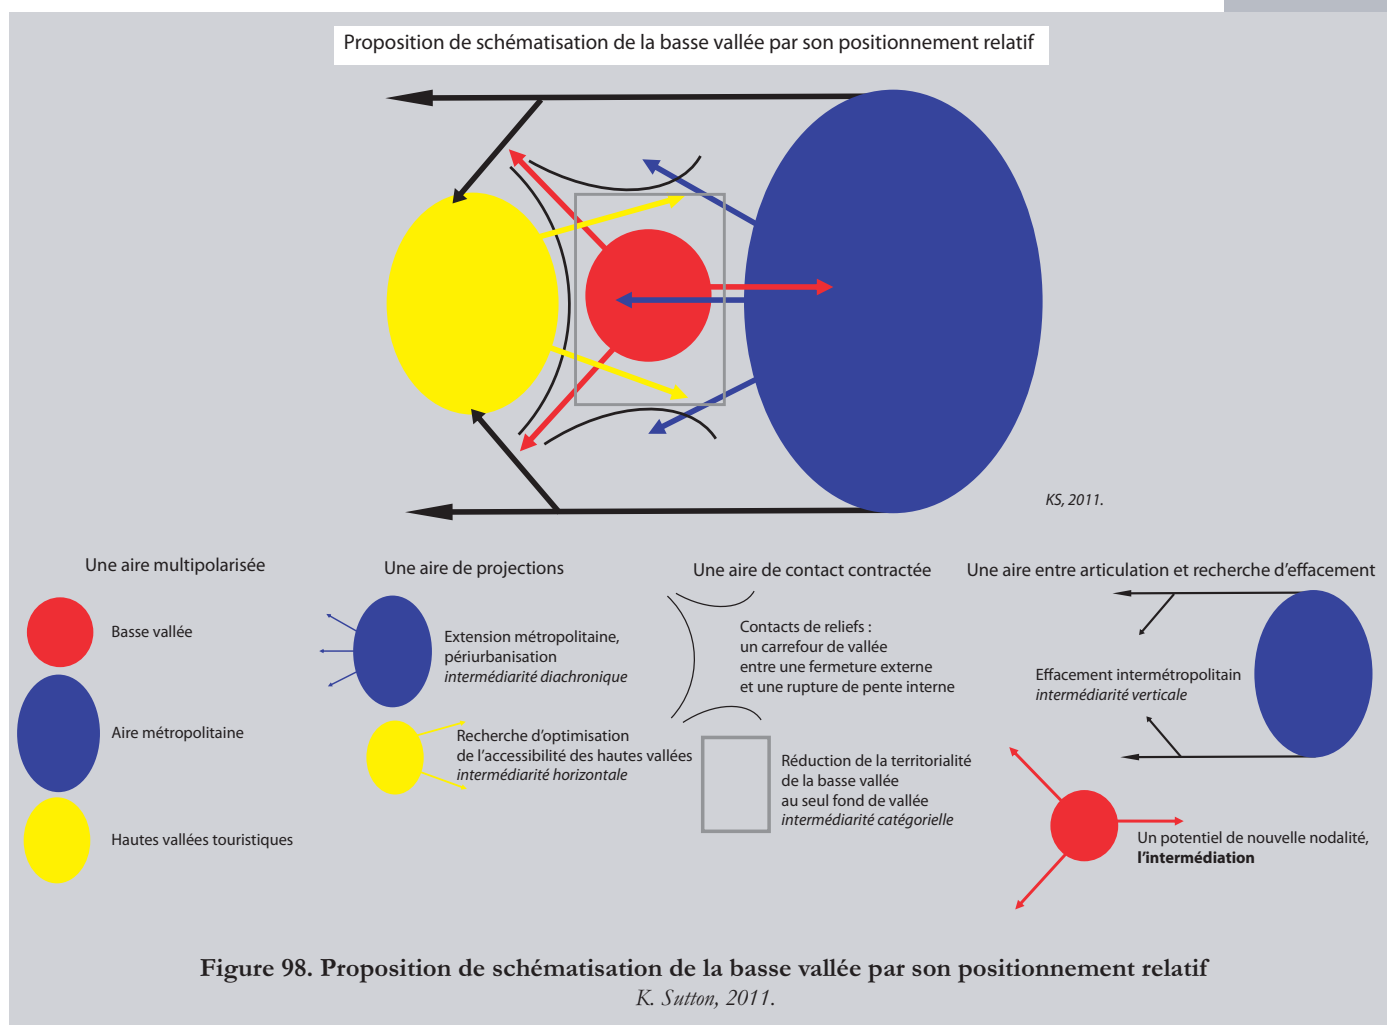 Proposition de schématisation de la basse vallée par son positionnement relatif
KS, 2011.
Une aire multipolarisée
Basse vallée
Aire métropolitaine
Hautes vallées touristiques
Une aire de projections
Extension métropolitaine,
périurbanisation
intermédiarité diachronique
Recherche d'optimisation
de l'accessibilité des hautes vallées
intermédiarité horizontale
Une aire de contact contractée
Contacts de reliefs :
un carrefour de vallée
entre une fermeture externe
et une rupture de pente interne
Réduction de la territorialité
de la basse vallée
au seul fond de vallée
intermédiarité catégorielle
Une aire entre articulation et recherche d'effacement
Effacement intermétropolitain
intermédiarité verticale
Un potentiel de nouvelle nodalité,
l'intermédiation
Figure 98. Proposition de schématisation de la basse vallée par son positionnement relatif
K. Sutton, 2011.